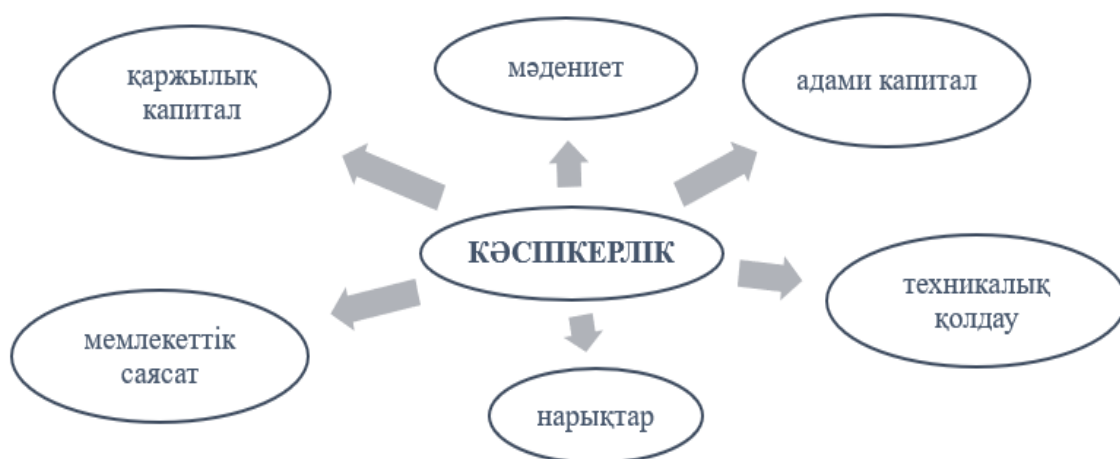 қаржылық
капитал
мәдениет
адами капитал
КӘСІПКЕРЛІК
мемлекеттік
саясат
техникалық
қолдау
нарықтар